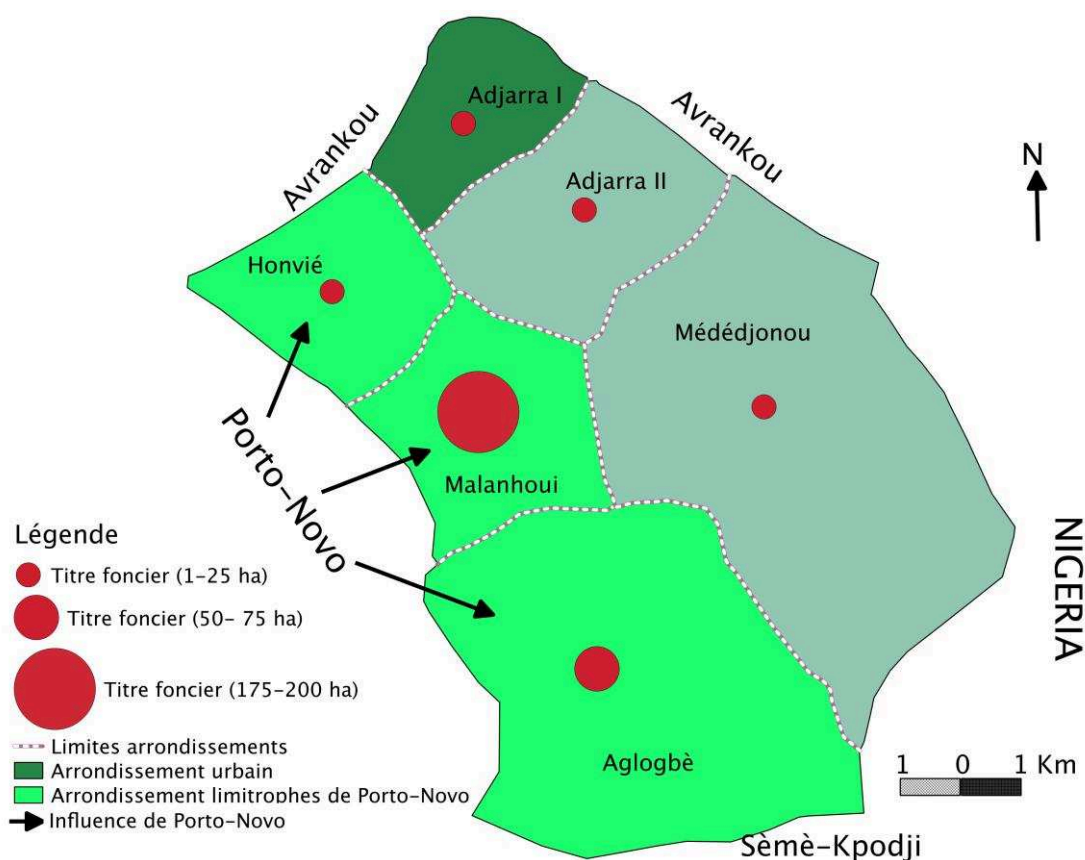 Adjarra I
Avrankou
Avrankou
N
Adjarra II
Honvié
Médédjonou
Porto-Novo
Malanhoui
NIGERIA
Aglogbè
Sèmè-Kpodji
1 0 1 Km
Légende
Titre foncier (1-25 ha)
Titre foncier (50- 75 ha)
Titre foncier (175-200 ha)
Limites arrondissements
Arrondissement urbain
Arrondissement limitrophes de Porto-Novo
Influence de Porto-Novo